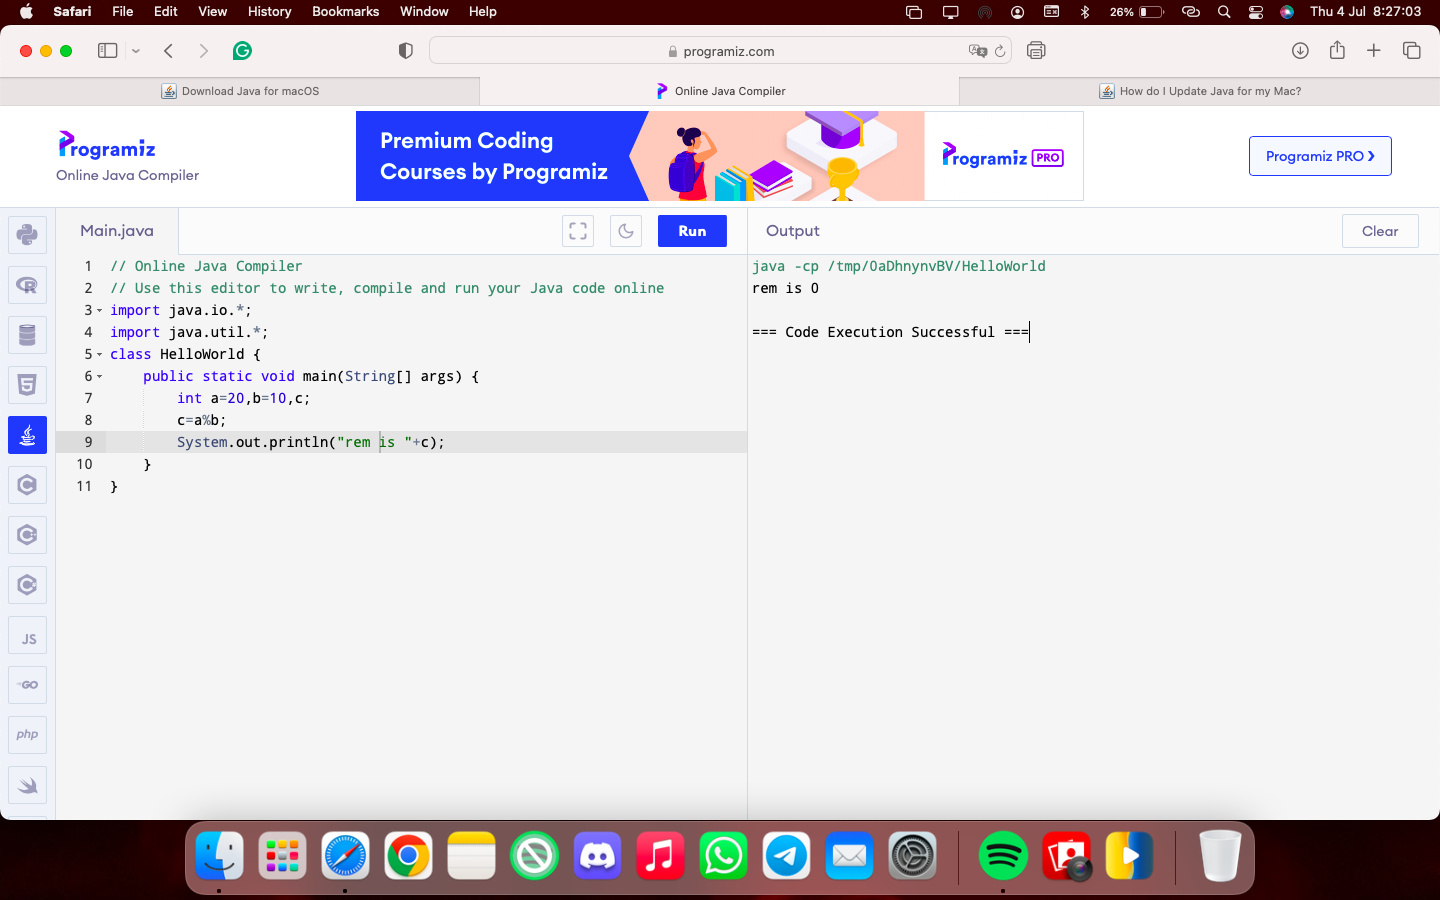 Safari File Edit View History Bookmarks Window Help 26% Thu 4 Jul 8:27:03
programiz.com
Download Java for macOS Online Java Compiler How do I Update Java for my Mac?
Programiz
Online Java Compiler
Premium Coding
Courses by Programiz
Programiz PRO
Programiz PRO ›
Main.java Run Output Clear
1 // Online Java Compiler
2 // Use this editor to write, compile and run your Java code online
3 import java.io.*;
4 import java.util.*;
5 class HelloWorld {
6 public static void main(String[] args) {
7 int a=20,b=10,c;
8 c=a%b;
9 System.out.println("rem is "+c);
10 }
11 }
java -cp /tmp/0aDhnynvBV/HelloWorld
rem is 0
=== Code Execution Successful ===
R
5
C
C
C
JS
GO
php